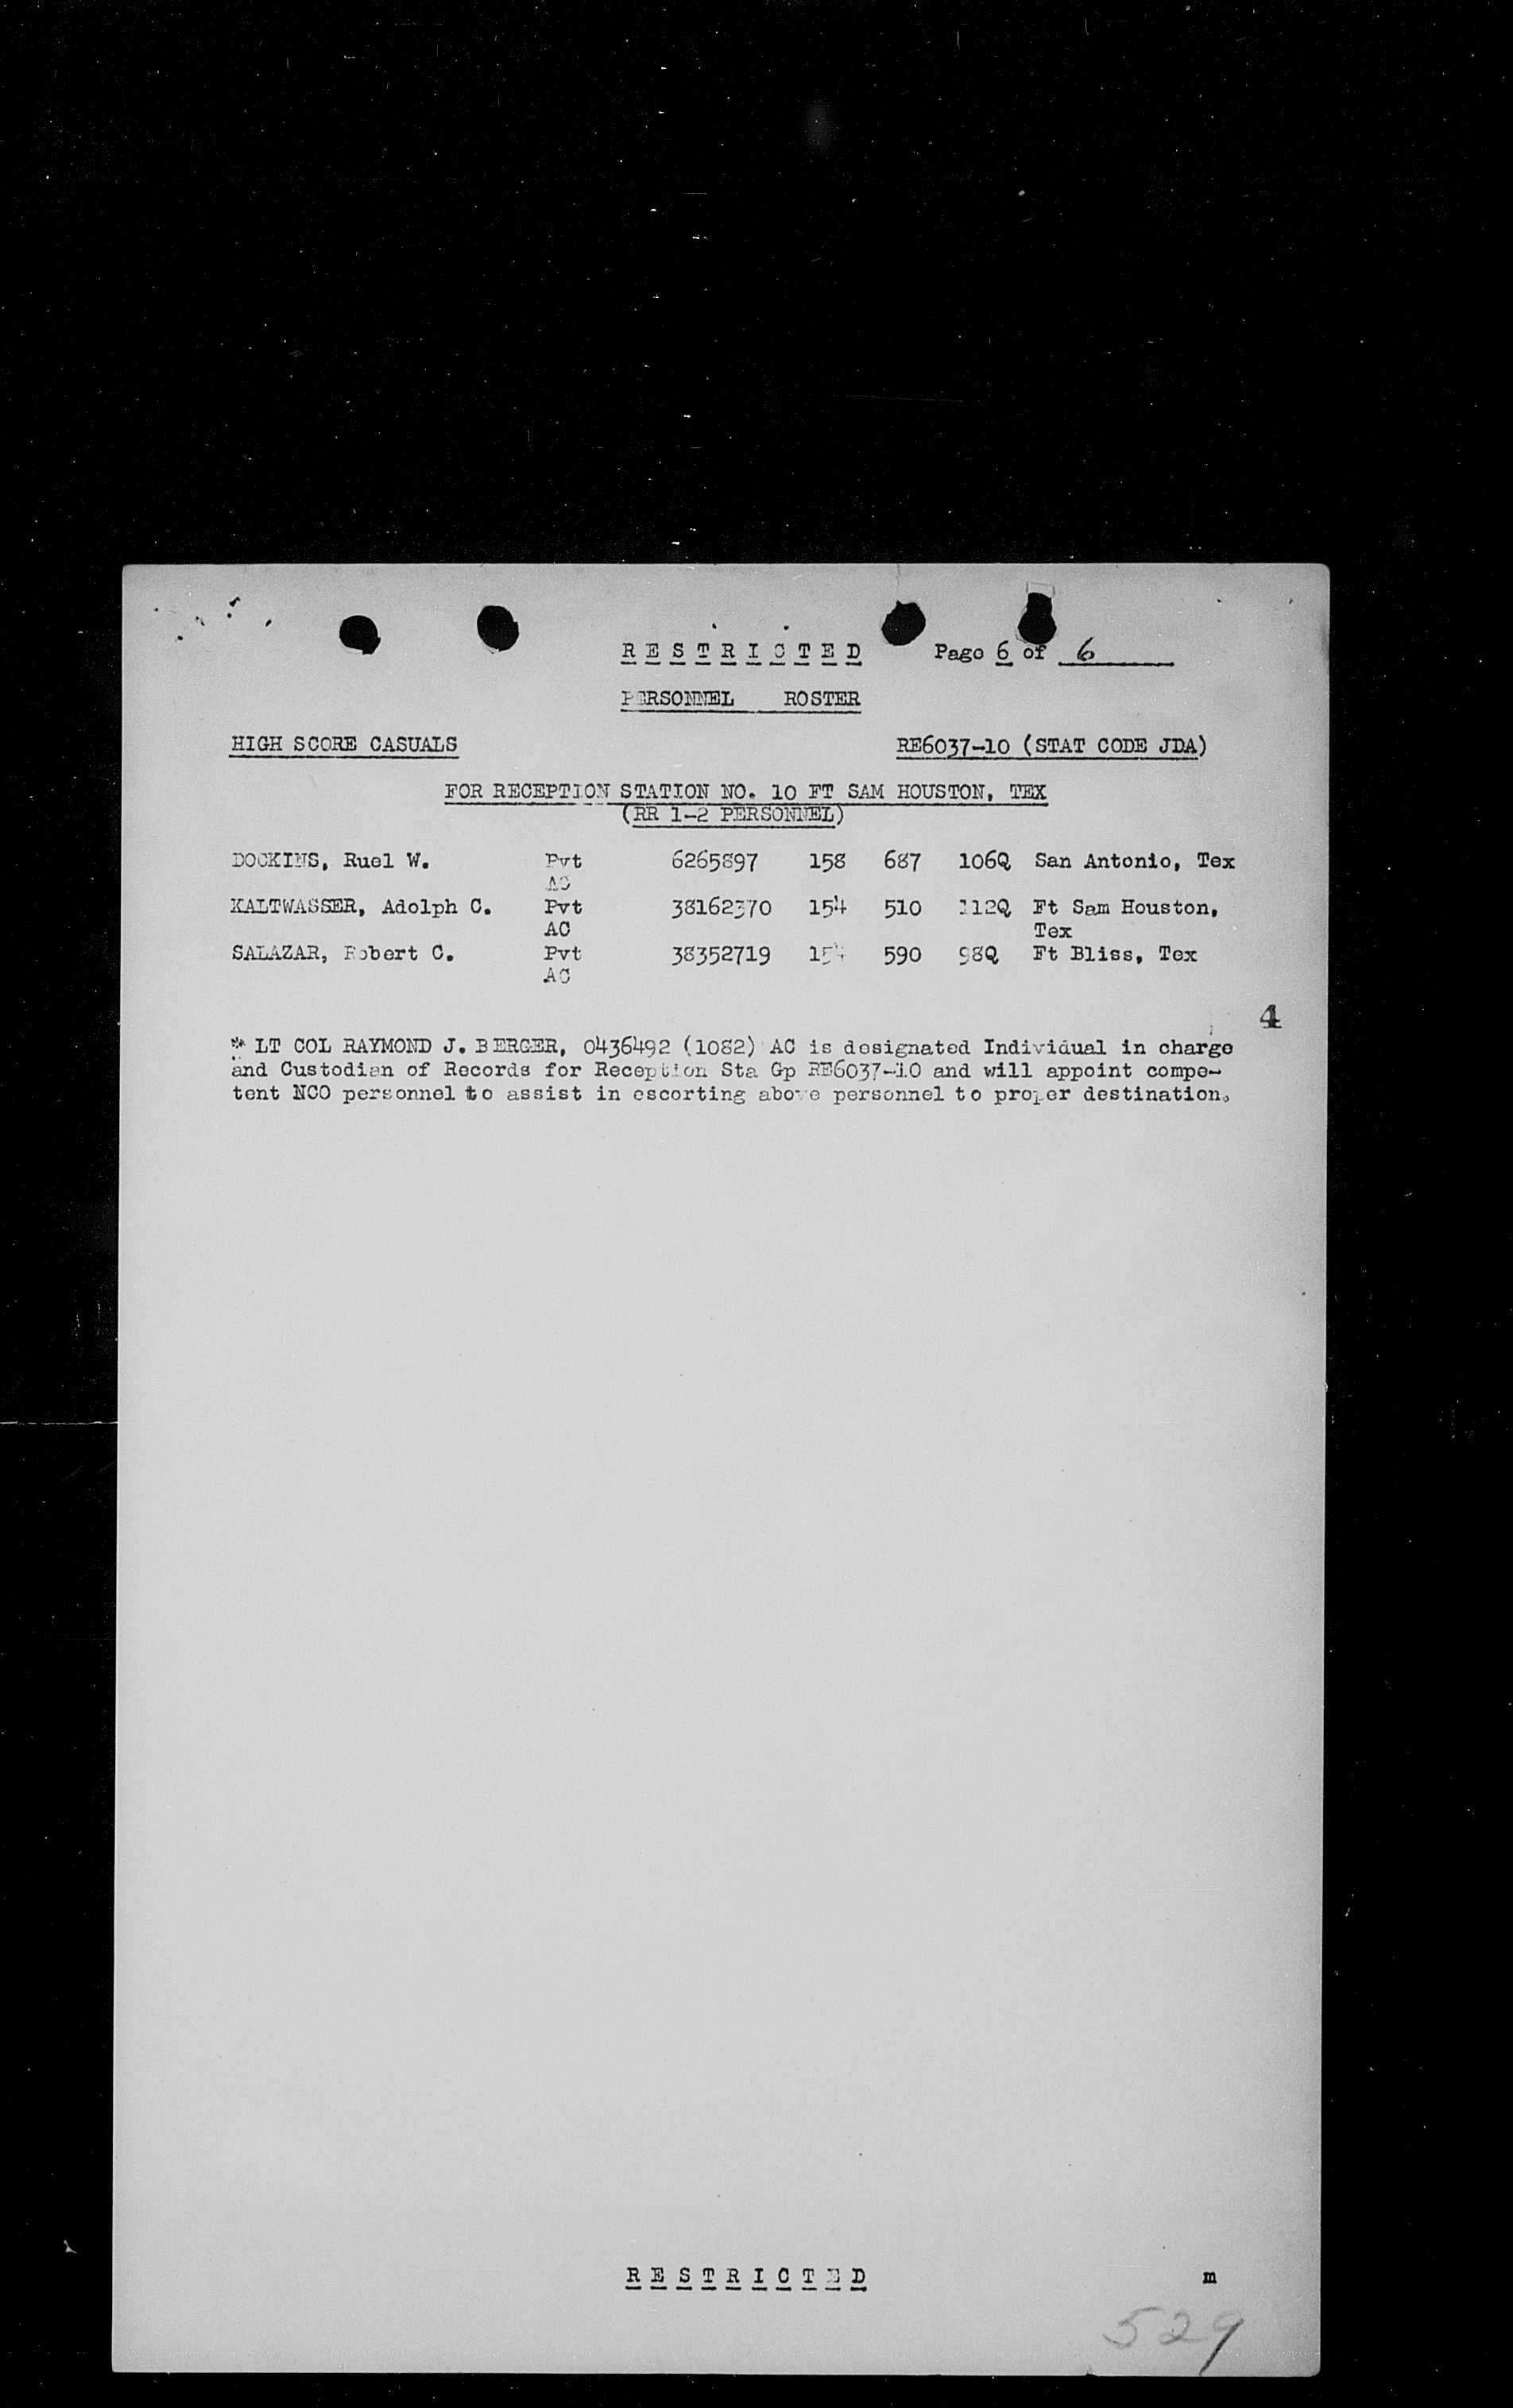 R E S T R I C T E D Page 6 of 6
PERSONNEL ROSTER
HIGH SCORE CASUALS RE6037-10 (STAT CODE JDA)
FOR RECEPTION STATION NO. 10 FT SAM HOUSTON, TEX
(RR 1-2 PERSONNEL)
DOCKINS, Ruel W. Pvt 6265897 158 687 106Q San Antonio, Tex
AC
KALTWASSER, Adolph C. Pvt 38162370 154 510 112Q Ft Sam Houston,
AC Tex
SALAZAR, Robert C. Pvt 38352719 154 590 98Q Ft Bliss, Tex
AC
4
* LT COL RAYMOND J. BERGER, 0436492 (1082) AC is designated Individual in charge
and Custodian of Records for Reception Sta Gp RE6037-10 and will appoint compe-
tent NCO personnel to assist in escorting above personnel to proper destination.
R E S T R I C T E D m
529